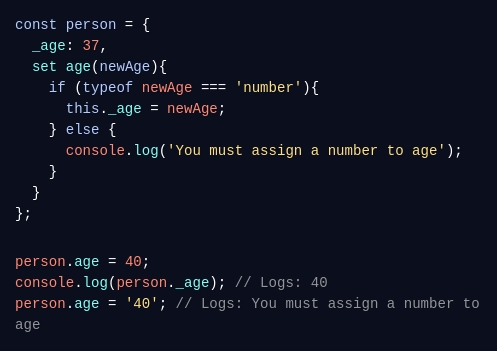 const person = {
  _age: 37,
  set age(newAge){
    if (typeof newAge === 'number'){
      this._age = newAge;
    } else {
      console.log('You must assign a number to age');
    }
  }
};

person.age = 40;
console.log(person._age); // Logs: 40
person.age = '40'; // Logs: You must assign a number to
age